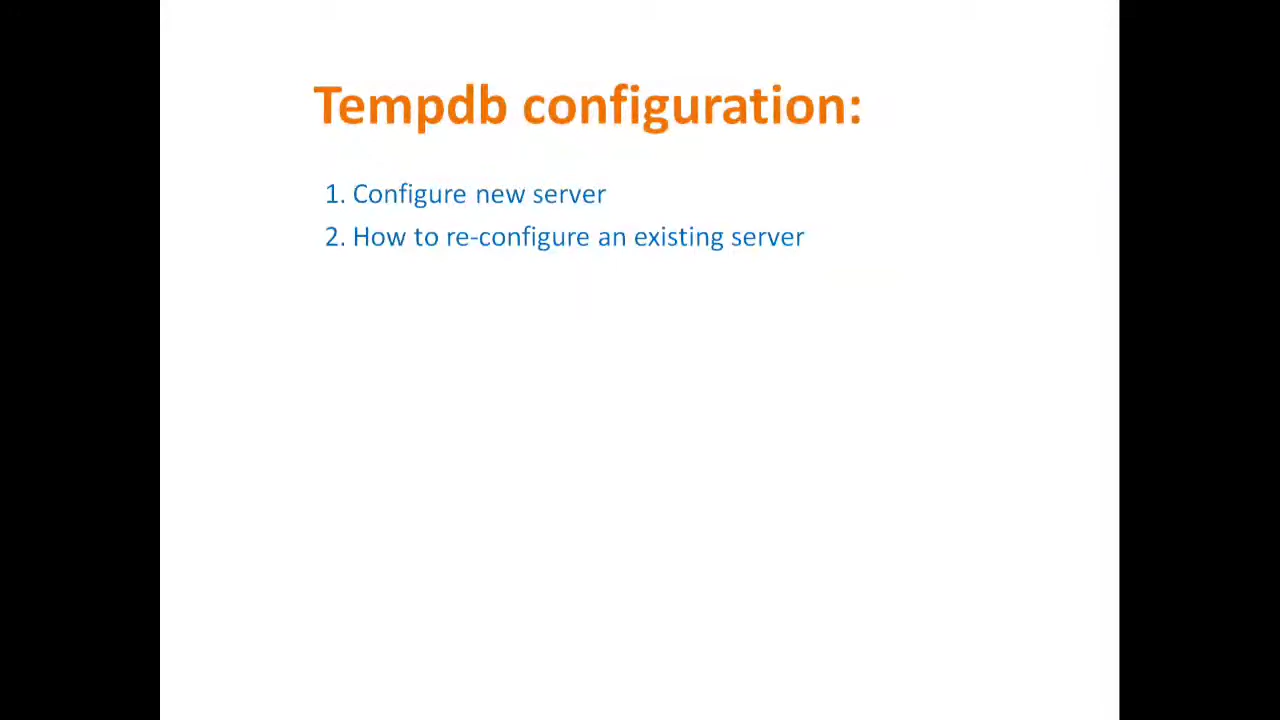 Tempdb configuration:
1. Configure new server
2. How to re-configure an existing server